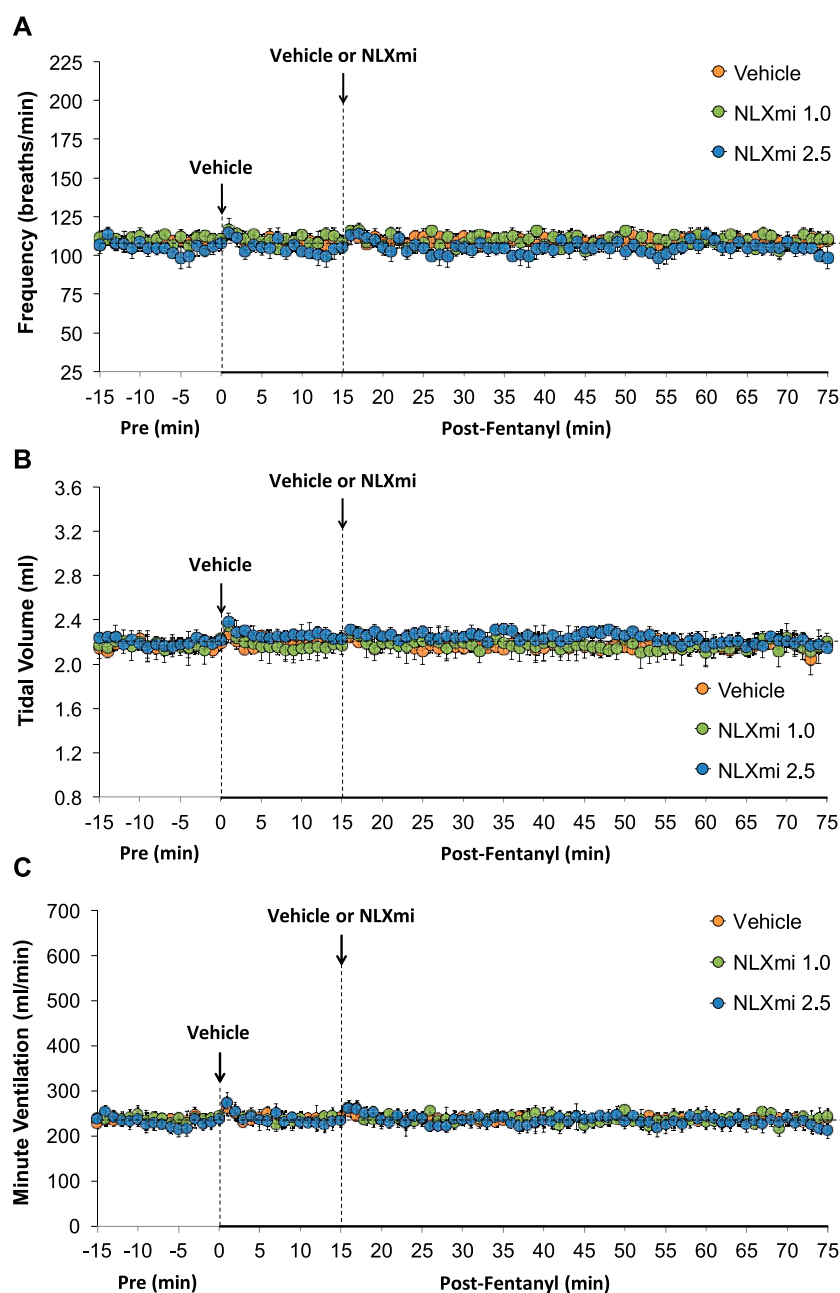 A
Vehicle or NLXmi
Vehicle
Vehicle
NLXmi 1.0
NLXmi 2.5
Frequency (breaths/min)
225
200
175
150
125
100
75
50
25
-15 -10 -5 0 5 10 15 20 25 30 35 40 45 50 55 60 65 70 75
Pre (min) Post-Fentanyl (min)
B
Vehicle or NLXmi
Vehicle
Tidal Volume (ml)
3.6
3.2
2.8
2.4
2.0
1.6
1.2
0.8
Vehicle
NLXmi 1.0
NLXmi 2.5
-15 -10 -5 0 5 10 15 20 25 30 35 40 45 50 55 60 65 70 75
Pre (min) Post-Fentanyl (min)
C
Vehicle or NLXmi
Vehicle
Vehicle
NLXmi 1.0
NLXmi 2.5
Minute Ventilation (ml/min)
700
600
500
400
300
200
100
0
-15 -10 -5 0 5 10 15 20 25 30 35 40 45 50 55 60 65 70 75
Pre (min) Post-Fentanyl (min)